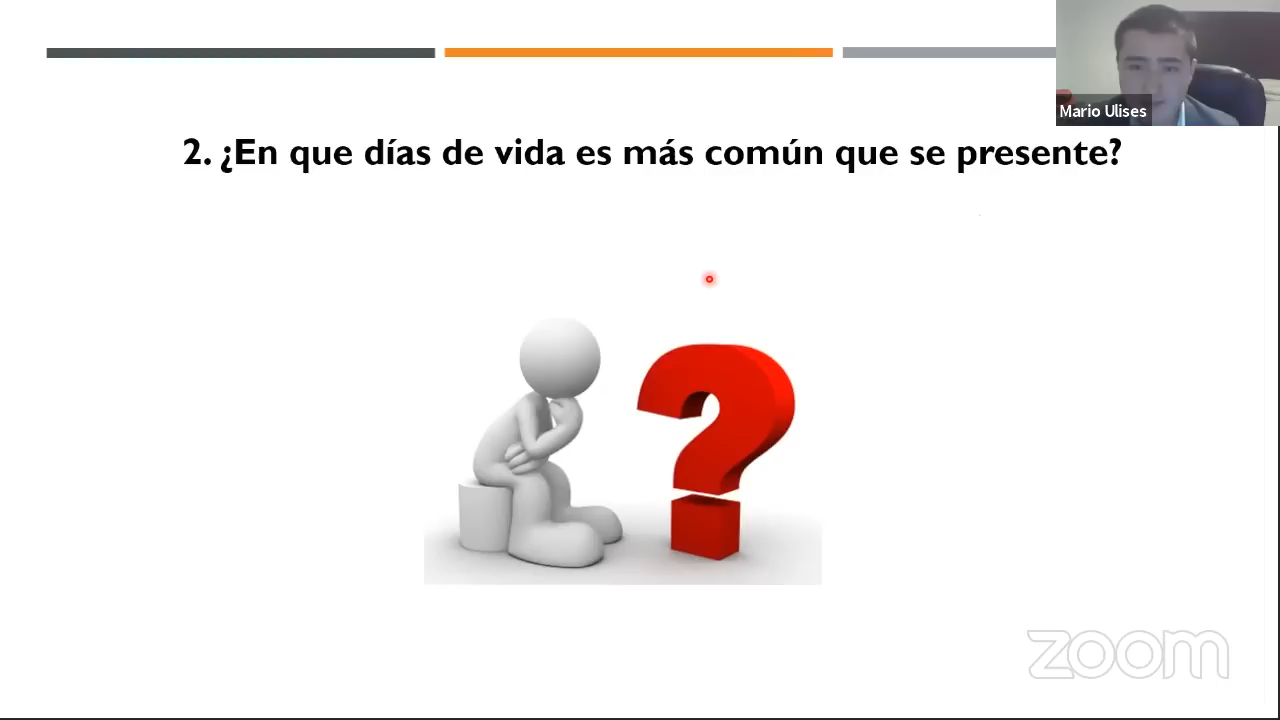 Mario Ulises
2. ¿En que días de vida es más común que se presente?
zoom